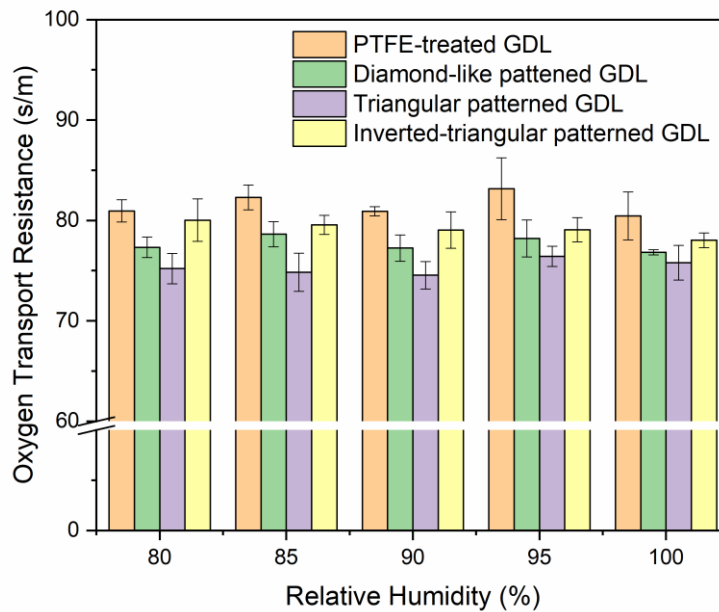 100
90
80
70
60
0
Oxygen Transport Resistance (s/m)
PTFE-treated GDL
Diamond-like pattened GDL
Triangular patterned GDL
Inverted-triangular patterned GDL
80 85 90 95 100
Relative Humidity (%)